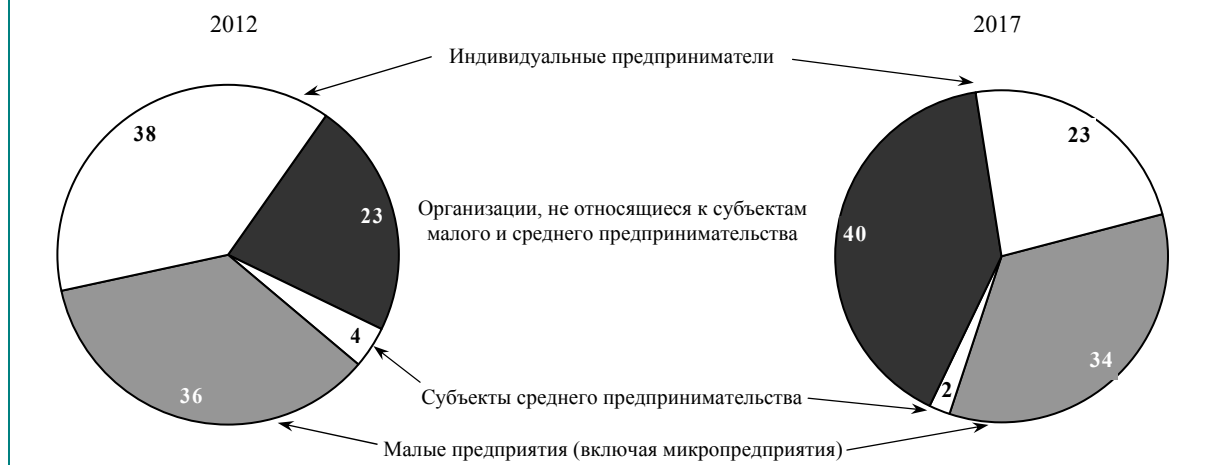 2012
2017
Индивидуальные предприниматели
38
23
23
Организации, не относящиеся к субъектам
малого и среднего предпринимательства
40
4
36
34
2
Субъекты среднего предпринимательства
Малые предприятия (включая микропредприятия)